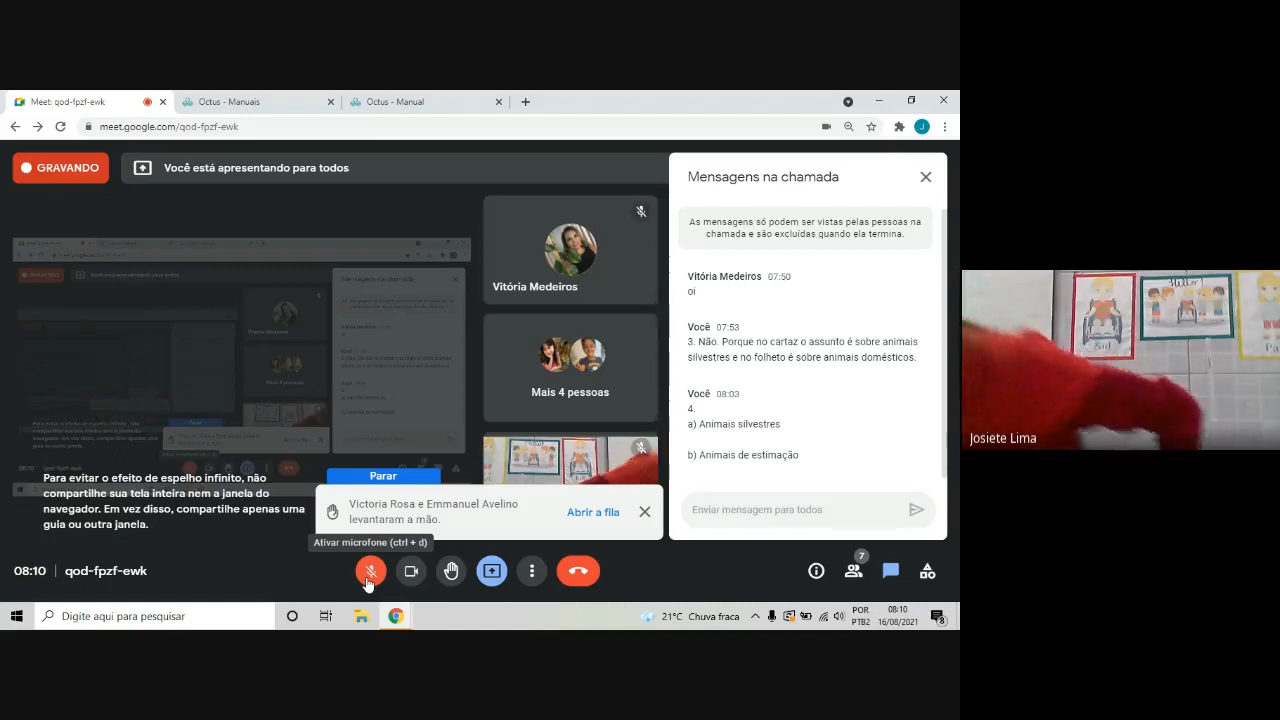 Meet: qod-fpzf-ewk
Octus - Manuais
Octus - Manual
meet.google.com/qod-fpzf-ewk
J
GRAVANDO
Você está apresentando para todos
Vitória Medeiros
Mais 4 pessoas
Para evitar o efeito de espelho infinito, não
compartilhe sua tela inteira nem a janela do
navegador. Em vez disso, compartilhe apenas uma
guia ou outra janela.
Parar
Victoria Rosa e Emmanuel Avelino
levantaram a mão.
Abrir a fila
Ativar microfone (ctrl + d)
08:10
qod-fpzf-ewk
Mensagens na chamada
As mensagens só podem ser vistas pelas pessoas na
chamada e são excluídas quando ela termina.
Vitória Medeiros 07:50
oi
Você 07:53
3. Não. Porque no cartaz o assunto é sobre animais
silvestres e no folheto é sobre animais domésticos.
Você 08:03
4.
a) Animais silvestres
b) Animais de estimação
Enviar mensagem para todos
7
Digite aqui para pesquisar
21°C Chuva fraca
POR
PTB2
08:10
16/08/2021
8
Hello!
Sid
Josiete Lima